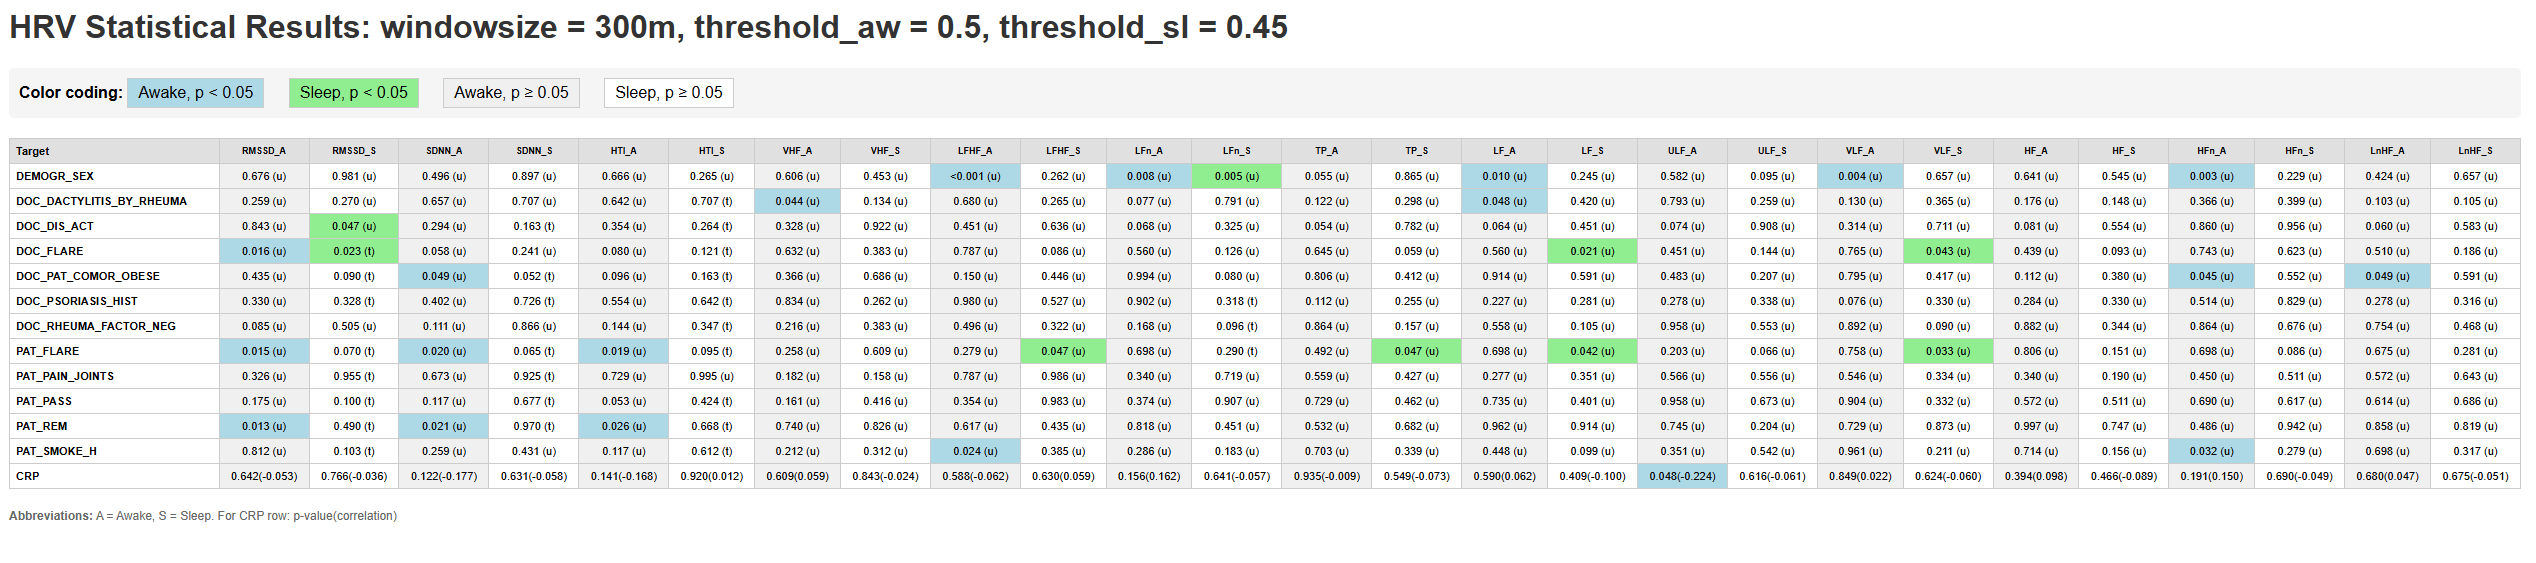 HRV Statistical Results: windowsize = 300m, threshold_aw = 0.5, threshold_sl = 0.45
Color coding: Awake, p < 0.05 Sleep, p < 0.05 Awake, p ≥ 0.05 Sleep, p ≥ 0.05
Target RMSSD_A RMSSD_S SDNN_A SDNN_S HTI_A HTI_S VHF_A VHF_S LFHF_A LFHF_S LFn_A LFn_S TP_A TP_S LF_A LF_S ULF_A ULF_S VLF_A VLF_S HF_A HF_S HFn_A HFn_S LnHF_A LnHF_S
DEMOGR_SEX 0.676 (u) 0.981 (u) 0.496 (u) 0.897 (u) 0.666 (u) 0.265 (u) 0.606 (u) 0.453 (u) <0.001 (u) 0.262 (u) 0.008 (u) 0.005 (u) 0.055 (u) 0.865 (u) 0.010 (u) 0.245 (u) 0.582 (u) 0.095 (u) 0.004 (u) 0.657 (u) 0.641 (u) 0.545 (u) 0.003 (u) 0.229 (u) 0.424 (u) 0.657 (u)
DOC_DACTYLITIS_BY_RHEUMA 0.259 (u) 0.270 (u) 0.657 (u) 0.707 (u) 0.642 (u) 0.707 (t) 0.044 (u) 0.134 (u) 0.680 (u) 0.265 (u) 0.077 (u) 0.791 (u) 0.122 (u) 0.298 (u) 0.048 (u) 0.420 (u) 0.793 (u) 0.259 (u) 0.130 (u) 0.365 (u) 0.176 (u) 0.148 (u) 0.366 (u) 0.399 (u) 0.103 (u) 0.105 (u)
DOC_DIS_ACT 0.843 (u) 0.047 (u) 0.294 (u) 0.163 (t) 0.354 (u) 0.264 (t) 0.328 (u) 0.922 (u) 0.451 (u) 0.636 (u) 0.068 (u) 0.325 (u) 0.054 (u) 0.782 (u) 0.064 (u) 0.451 (u) 0.074 (u) 0.908 (u) 0.314 (u) 0.711 (u) 0.081 (u) 0.554 (u) 0.860 (u) 0.956 (u) 0.060 (u) 0.583 (u)
DOC_FLARE 0.016 (u) 0.023 (t) 0.058 (u) 0.241 (u) 0.080 (u) 0.121 (t) 0.632 (u) 0.383 (u) 0.787 (u) 0.086 (u) 0.560 (u) 0.126 (u) 0.645 (u) 0.059 (u) 0.560 (u) 0.021 (u) 0.451 (u) 0.144 (u) 0.765 (u) 0.043 (u) 0.439 (u) 0.093 (u) 0.743 (u) 0.623 (u) 0.510 (u) 0.186 (u)
DOC_PAT_COMOR_OBESE 0.435 (u) 0.090 (t) 0.049 (u) 0.052 (t) 0.096 (u) 0.163 (t) 0.366 (u) 0.686 (u) 0.150 (u) 0.446 (u) 0.994 (u) 0.080 (u) 0.806 (u) 0.412 (u) 0.914 (u) 0.591 (u) 0.483 (u) 0.207 (u) 0.795 (u) 0.417 (u) 0.112 (u) 0.380 (u) 0.045 (u) 0.552 (u) 0.049 (u) 0.591 (u)
DOC_PSORIASIS_HIST 0.330 (u) 0.328 (t) 0.402 (u) 0.726 (t) 0.554 (u) 0.642 (t) 0.834 (u) 0.262 (u) 0.980 (u) 0.527 (u) 0.902 (u) 0.318 (t) 0.112 (u) 0.255 (u) 0.227 (u) 0.281 (u) 0.278 (u) 0.338 (u) 0.076 (u) 0.330 (u) 0.284 (u) 0.330 (u) 0.514 (u) 0.829 (u) 0.278 (u) 0.316 (u)
DOC_RHEUMA_FACTOR_NEG 0.085 (u) 0.505 (u) 0.111 (u) 0.866 (u) 0.144 (u) 0.347 (t) 0.216 (u) 0.383 (u) 0.496 (u) 0.322 (u) 0.168 (u) 0.096 (t) 0.864 (u) 0.157 (u) 0.558 (u) 0.105 (u) 0.958 (u) 0.553 (u) 0.892 (u) 0.090 (u) 0.882 (u) 0.344 (u) 0.864 (u) 0.676 (u) 0.754 (u) 0.468 (u)
PAT_FLARE 0.015 (u) 0.070 (t) 0.020 (u) 0.065 (t) 0.019 (u) 0.095 (t) 0.258 (u) 0.609 (u) 0.279 (u) 0.047 (u) 0.698 (u) 0.290 (t) 0.492 (u) 0.047 (u) 0.698 (u) 0.042 (u) 0.203 (u) 0.066 (u) 0.758 (u) 0.033 (u) 0.806 (u) 0.151 (u) 0.698 (u) 0.086 (u) 0.675 (u) 0.281 (u)
PAT_PAIN_JOINTS 0.326 (u) 0.955 (t) 0.673 (u) 0.925 (t) 0.729 (u) 0.995 (u) 0.182 (u) 0.158 (u) 0.787 (u) 0.986 (u) 0.340 (u) 0.719 (u) 0.559 (u) 0.427 (u) 0.277 (u) 0.351 (u) 0.566 (u) 0.556 (u) 0.546 (u) 0.334 (u) 0.340 (u) 0.190 (u) 0.450 (u) 0.511 (u) 0.572 (u) 0.643 (u)
PAT_PASS 0.175 (u) 0.100 (t) 0.117 (u) 0.677 (t) 0.053 (u) 0.424 (t) 0.161 (u) 0.416 (u) 0.354 (u) 0.983 (u) 0.374 (u) 0.907 (u) 0.729 (u) 0.462 (u) 0.735 (u) 0.401 (u) 0.958 (u) 0.673 (u) 0.904 (u) 0.332 (u) 0.572 (u) 0.511 (u) 0.690 (u) 0.617 (u) 0.614 (u) 0.686 (u)
PAT_REM 0.013 (u) 0.490 (t) 0.021 (u) 0.970 (t) 0.026 (u) 0.668 (t) 0.740 (u) 0.826 (u) 0.617 (u) 0.435 (u) 0.818 (u) 0.451 (u) 0.532 (u) 0.682 (u) 0.962 (u) 0.914 (u) 0.745 (u) 0.204 (u) 0.729 (u) 0.873 (u) 0.997 (u) 0.747 (u) 0.486 (u) 0.942 (u) 0.858 (u) 0.819 (u)
PAT_SMOKE_H 0.812 (u) 0.103 (t) 0.259 (u) 0.431 (u) 0.117 (u) 0.612 (t) 0.212 (u) 0.312 (u) 0.024 (u) 0.385 (u) 0.286 (u) 0.183 (u) 0.703 (u) 0.339 (u) 0.448 (u) 0.099 (u) 0.351 (u) 0.542 (u) 0.961 (u) 0.211 (u) 0.714 (u) 0.156 (u) 0.032 (u) 0.279 (u) 0.698 (u) 0.317 (u)
CRP 0.642(-0.053) 0.766(-0.036) 0.122(-0.177) 0.631(-0.058) 0.141(-0.168) 0.920(0.012) 0.609(0.059) 0.843(-0.024) 0.588(-0.062) 0.630(0.059) 0.156(0.162) 0.641(-0.057) 0.935(-0.009) 0.549(-0.073) 0.590(0.062) 0.409(-0.100) 0.048(-0.224) 0.616(-0.061) 0.849(0.022) 0.624(-0.060) 0.394(0.098) 0.466(-0.089) 0.191(0.150) 0.690(-0.049) 0.680(0.047) 0.675(-0.051)
Abbreviations: A = Awake, S = Sleep. For CRP row: p-value(correlation)